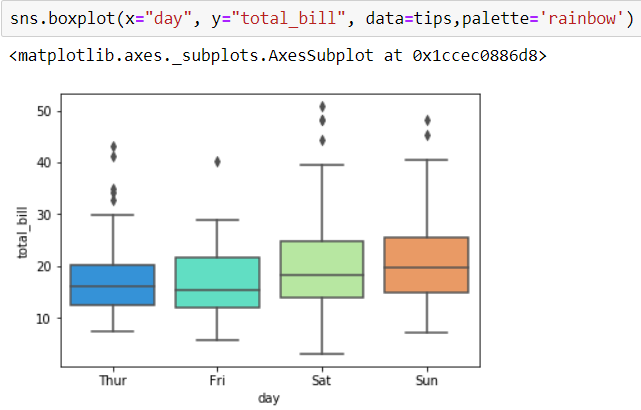 sns.boxplot(x="day", y="total_bill", data=tips,palette='rainbow')
<matplotlib.axes._subplots.AxesSubplot at 0x1ccec0886d8>
50
40
30
20
10
total_bill
Thur Fri Sat Sun
day